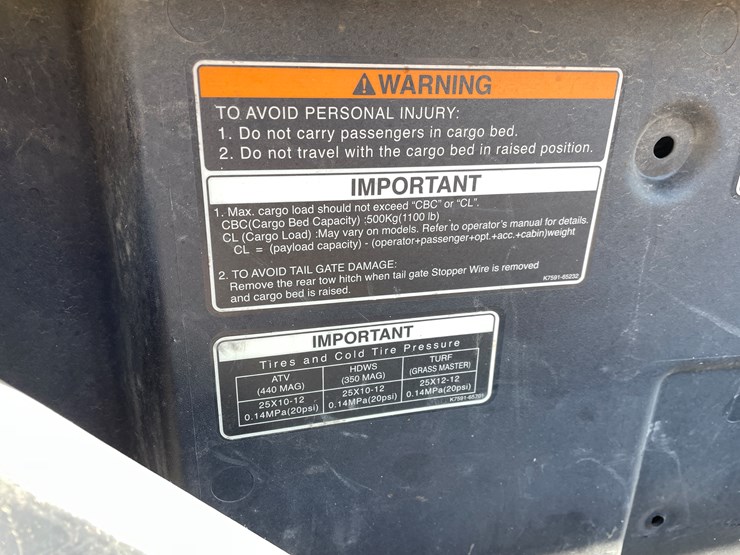 WARNING
TO AVOID PERSONAL INJURY:
1. Do not carry passengers in cargo bed.
2. Do not travel with the cargo bed in raised position.
IMPORTANT
1. Max. cargo load should not exceed "CBC" or "CL".
CBC(Cargo Bed Capacity) :500Kg(1100 lb)
CL (Cargo Load) :May vary on models. Refer to operator's manual for details.
CL = (payload capacity) - (operator+passenger+opt.+acc.+cabin)weight
2. TO AVOID TAIL GATE DAMAGE:
Remove the rear tow hitch when tail gate Stopper Wire is removed
and cargo bed is raised.
K7591-65232
IMPORTANT
Tires and Cold Tire Pressure
ATV HDWS TURF
(440 MAG) (350 MAG) (GRASS MASTER)
25X10-12 25X10-12 25X12-12
0.14MPa(20psi) 0.14MPa(20psi) 0.14MPa(20psi)